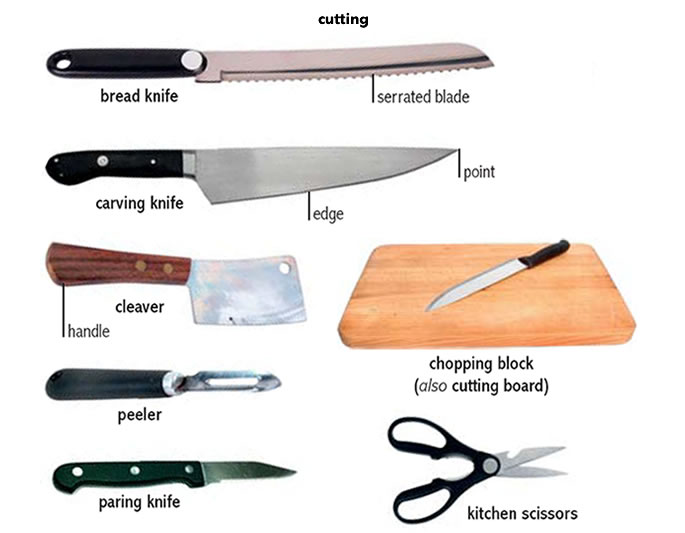 cutting
bread knife
serrated blade
carving knife
point
edge
cleaver
handle
chopping block
(also cutting board)
peeler
paring knife
kitchen scissors